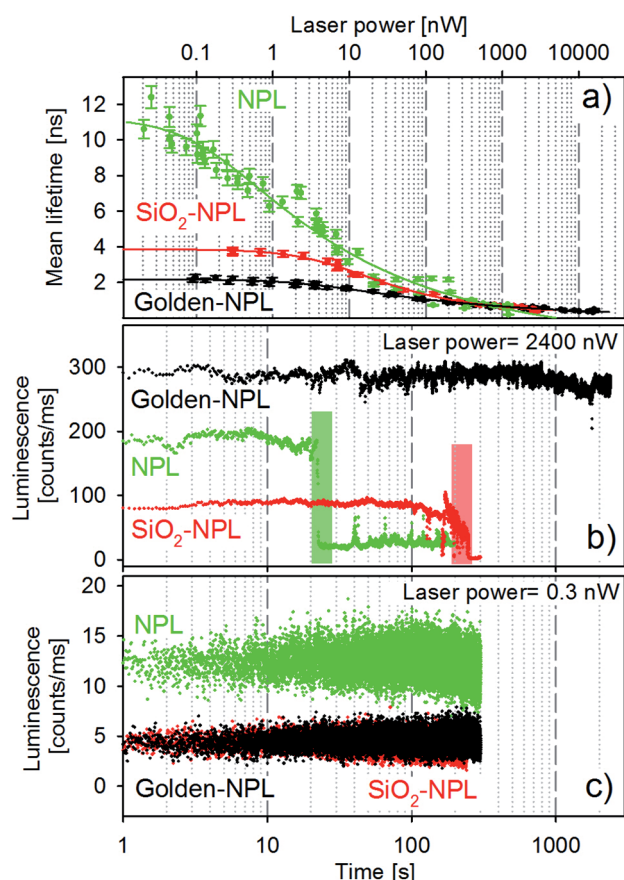 Laser power [nW]
0.1 1 10 100 1000 10000
a)
NPL
12
10
8
6
4
2
Mean lifetime [ns]
SiO₂-NPL
Golden-NPL
b)
Laser power= 2400 nW
300
200
100
0
Luminescence
[counts/ms]
Golden-NPL
NPL
SiO₂-NPL
c)
Laser power= 0.3 nW
20
15
10
5
0
Luminescence
[counts/ms]
NPL
Golden-NPL
SiO₂-NPL
1 10 100 1000
Time [s]